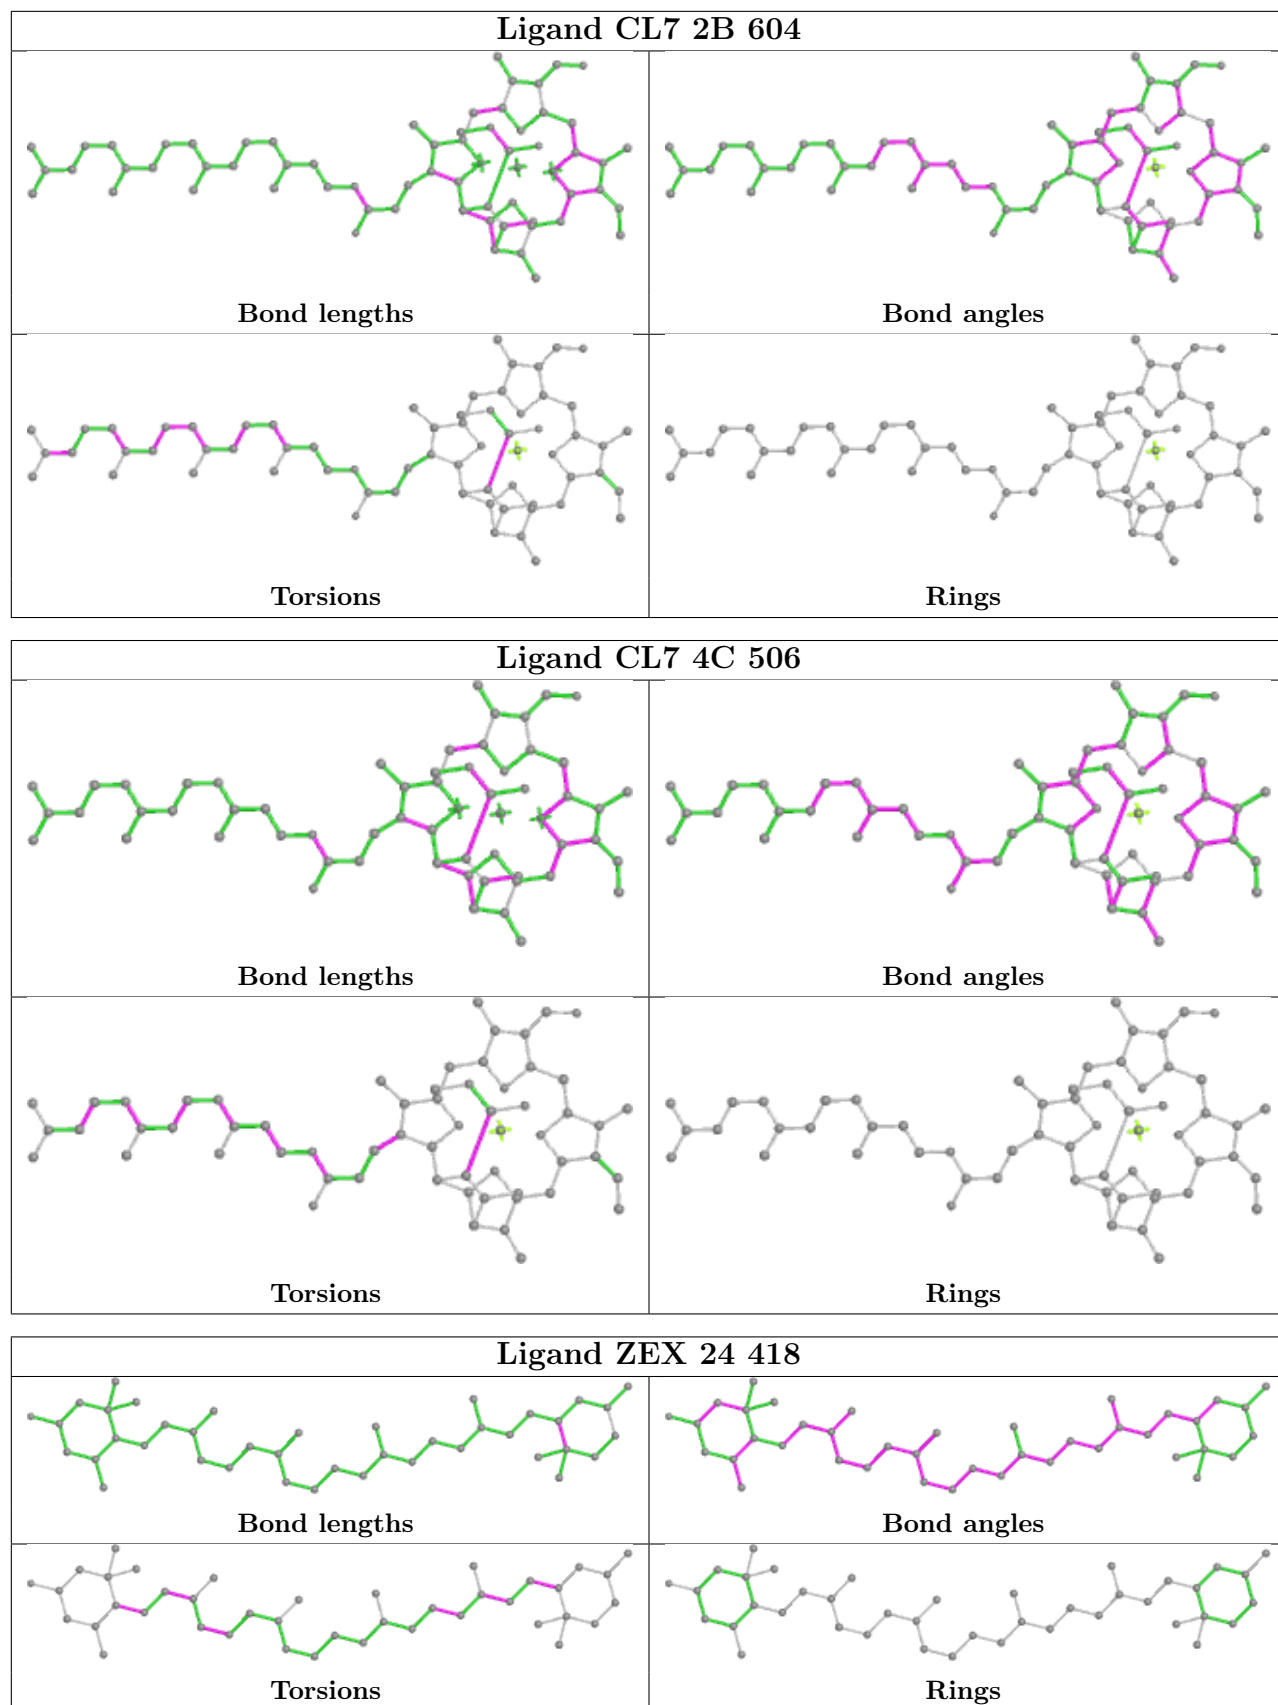 Ligand CL7 2B 604
Bond lengths
Bond angles
Torsions
Rings
Ligand CL7 4C 506
Bond lengths
Bond angles
Torsions
Rings
Ligand ZEX 24 418
Bond lengths
Bond angles
Torsions
Rings